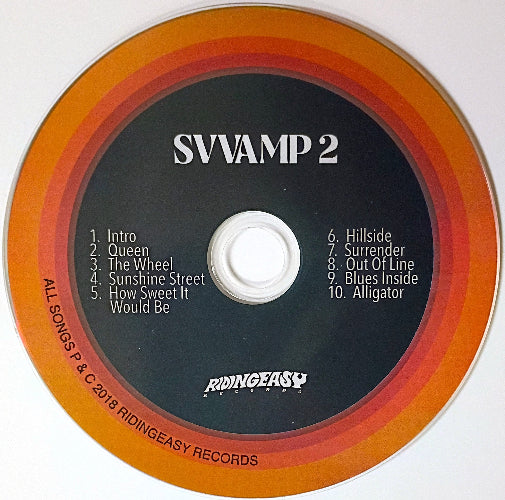 SVVAMP 2
1. Intro
2. Queen
3. The Wheel
4. Sunshine Street
5. How Sweet It
Would Be
6. Hillside
7. Surrender
8. Out Of Line
9. Blues Inside
10. Alligator
RIDINGEASY
RECORDS
ALL SONGS P & C 2018 RIDINGEASY RECORDS